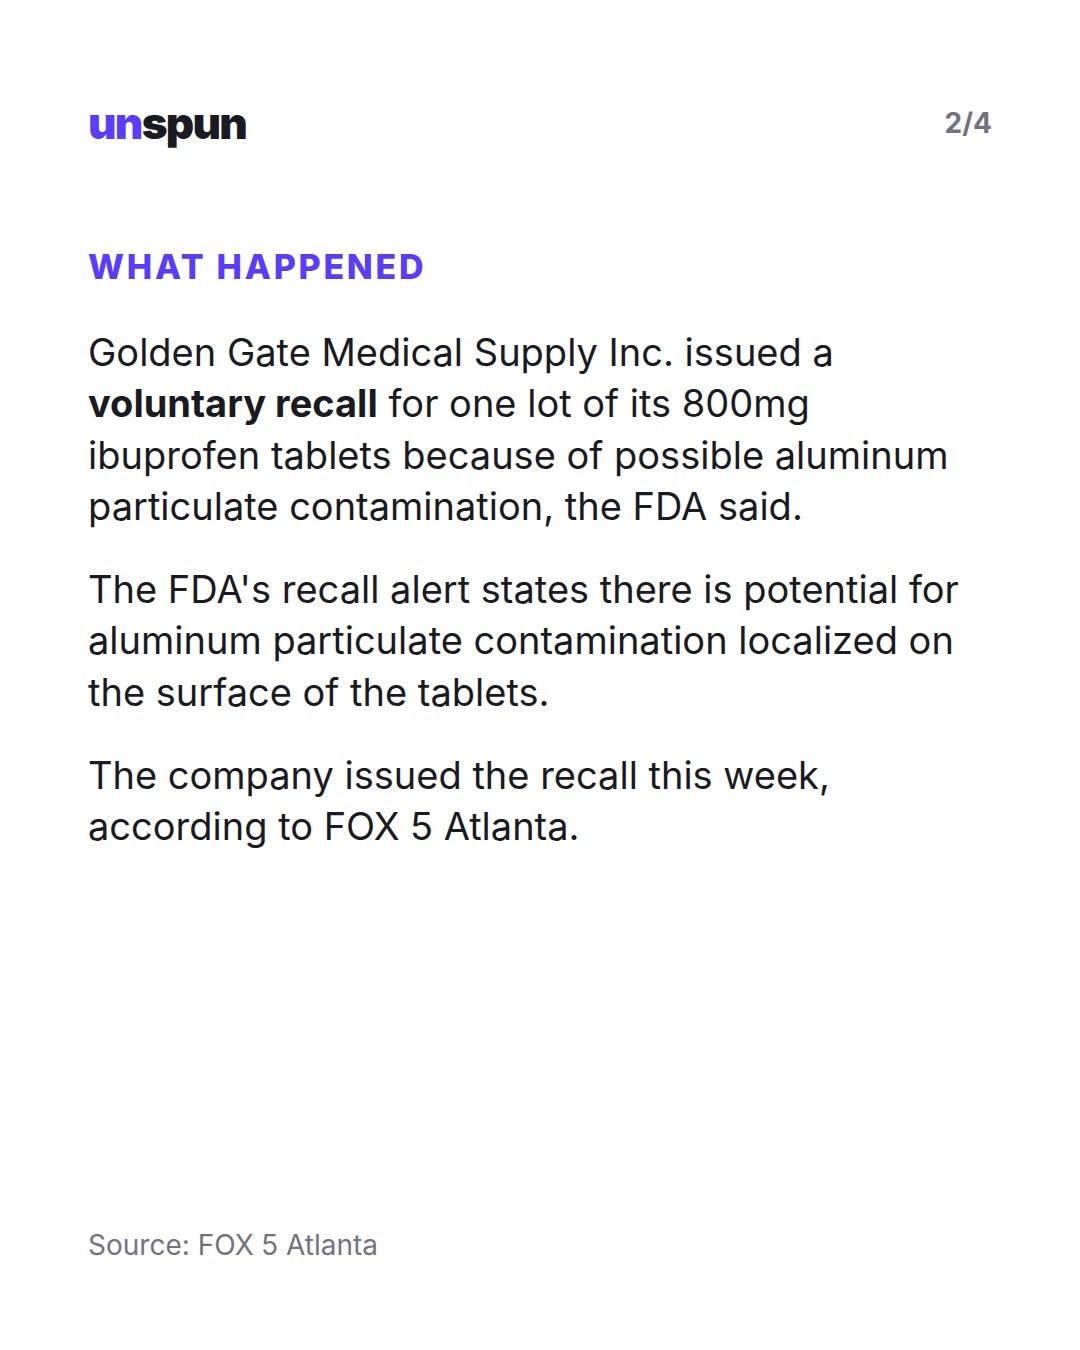 unspun
2/4
WHAT HAPPENED
Golden Gate Medical Supply Inc. issued a
voluntary recall for one lot of its 800mg
ibuprofen tablets because of possible aluminum
particulate contamination, the FDA said.
The FDA's recall alert states there is potential for
aluminum particulate contamination localized on
the surface of the tablets.
The company issued the recall this week,
according to FOX 5 Atlanta.
Source: FOX 5 Atlanta